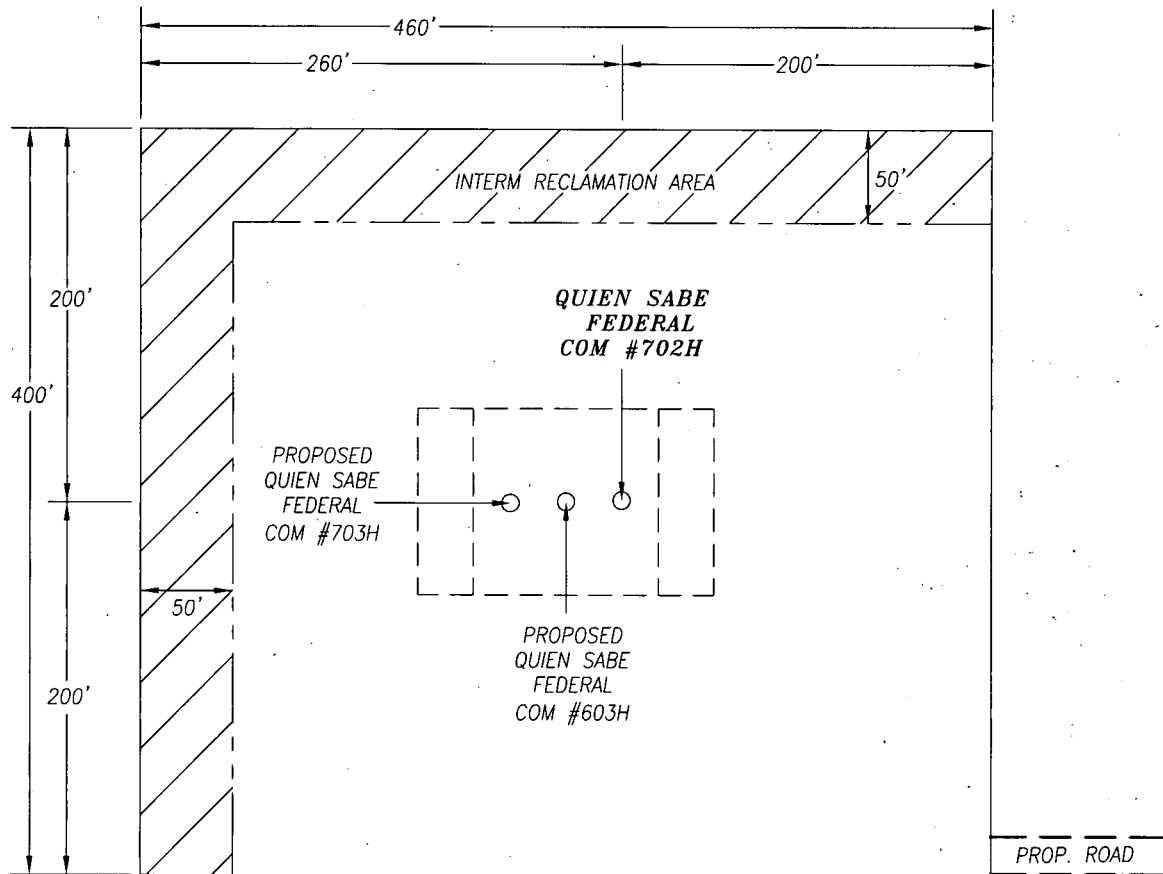 460'
260'
200'
INTERM RECLAMATION AREA
50'
200'
QUIEN SABE
FEDERAL
COM #702H
400'
PROPOSED
QUIEN SABE
FEDERAL
COM #703H
50'
PROPOSED
QUIEN SABE
FEDERAL
COM #603H
200'
PROP. ROAD